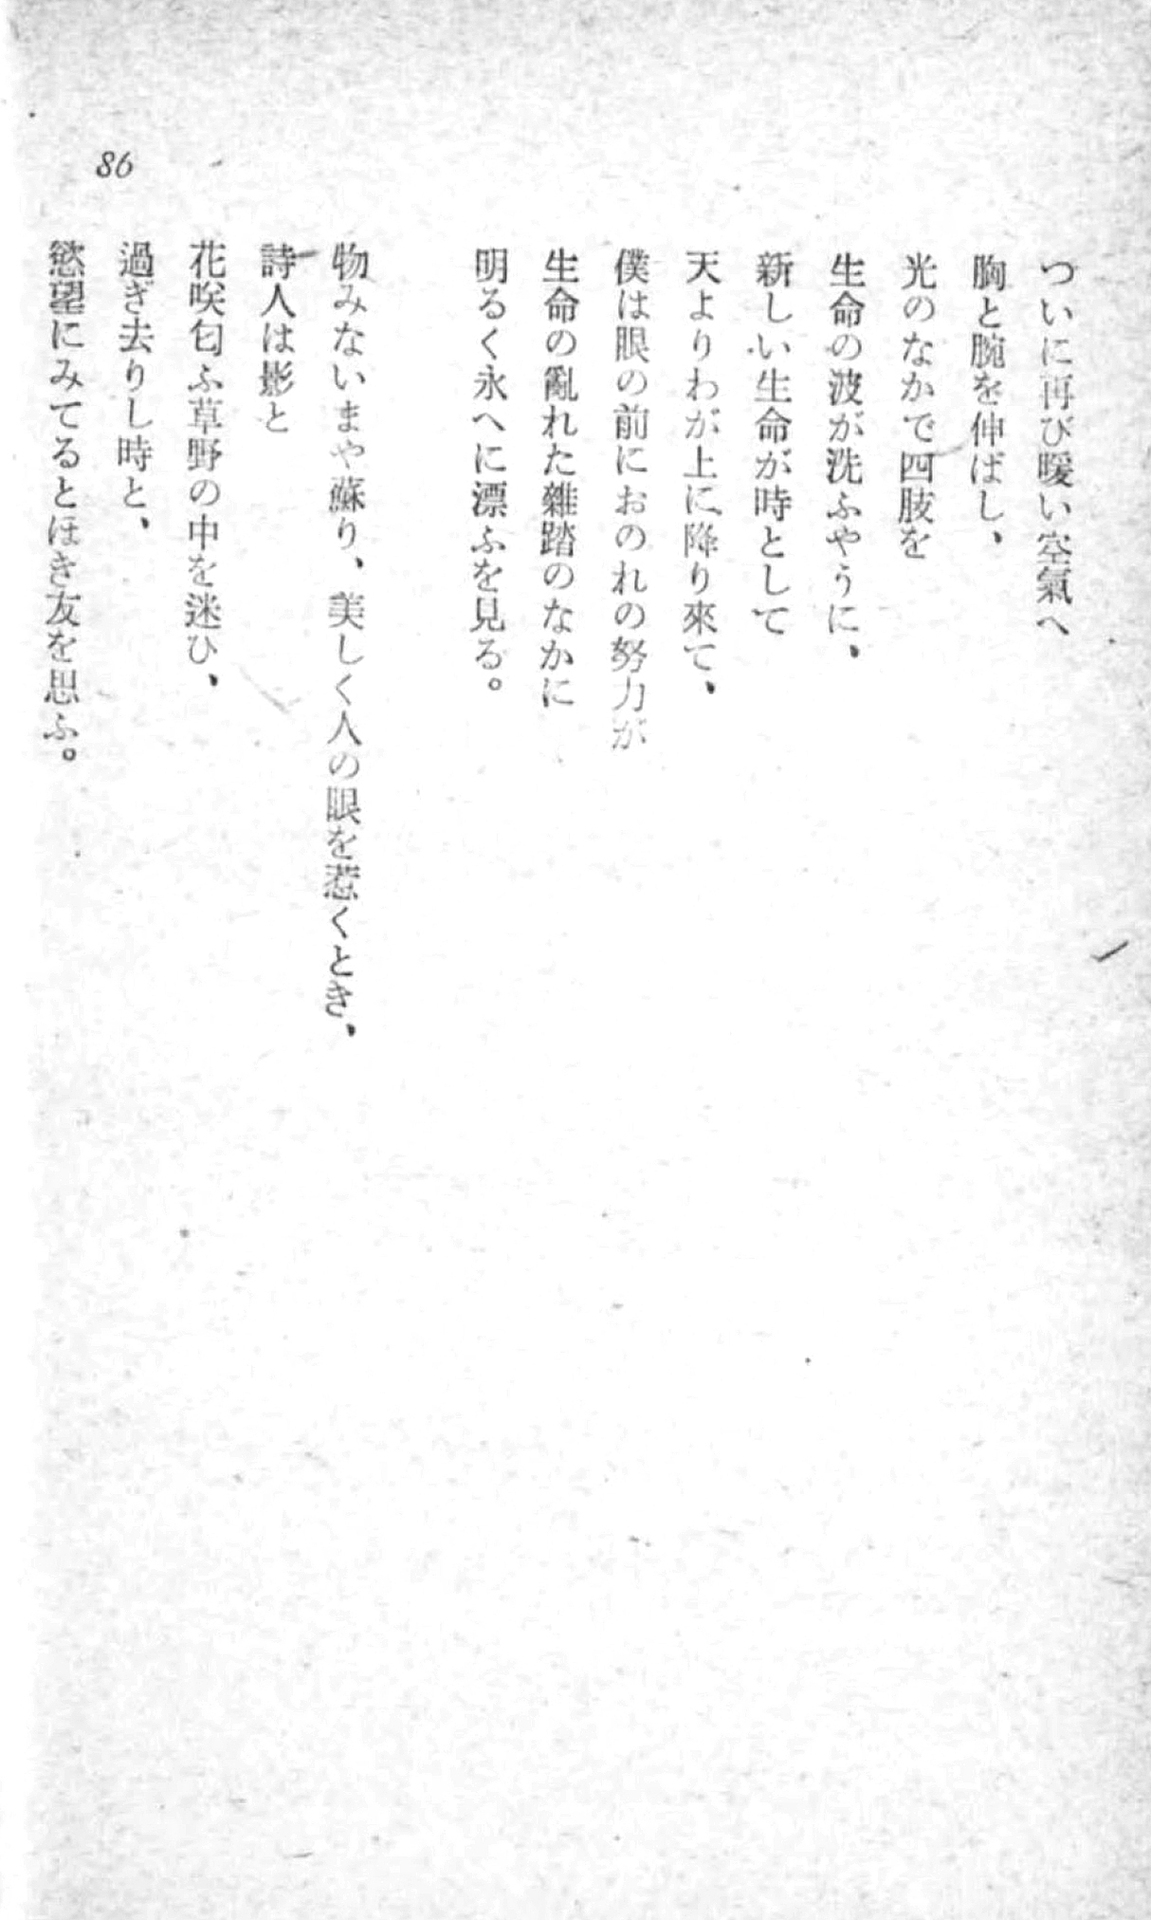 86
ついに再び暖い空氣へ
胸と腕を伸ばし、
光のなかで四肢を
生命の波が洗ふやうに、
新しい生命が時として
天よりわが上に降り來て、
僕は眼の前におのれの努力が
生命の亂れた雜踏のなかに
明るく永へに漂ふを見る。
物みないまや蘇り、美しく人の眼を惹くとき、
詩人は影と
花咲匂ふ草野の中を迷ひ、
過ぎ去りし時と、
慾望にみてるとほき友を思ふ。